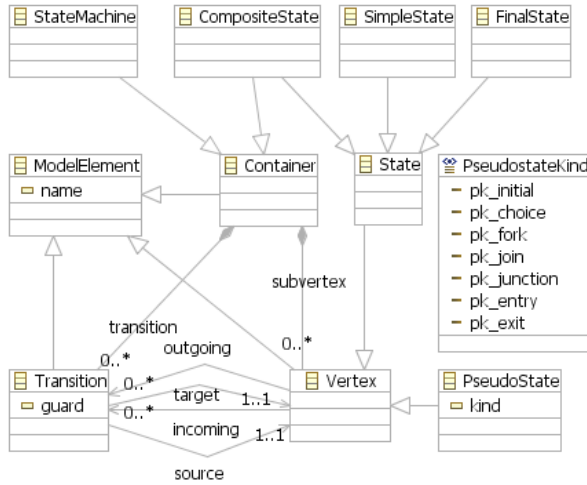 StateMachine
CompositeState
SimpleState
FinalState
ModelElement
name
Container
State
PseudostateKind
pk_initial
pk_choice
pk_fork
pk_join
pk_junction
pk_entry
pk_exit
subvertex
transition
0..*
0..*
outgoing
Transition
guard
0..*
target
1..1
0..*
incoming
1..1
source
Vertex
PseudoState
kind